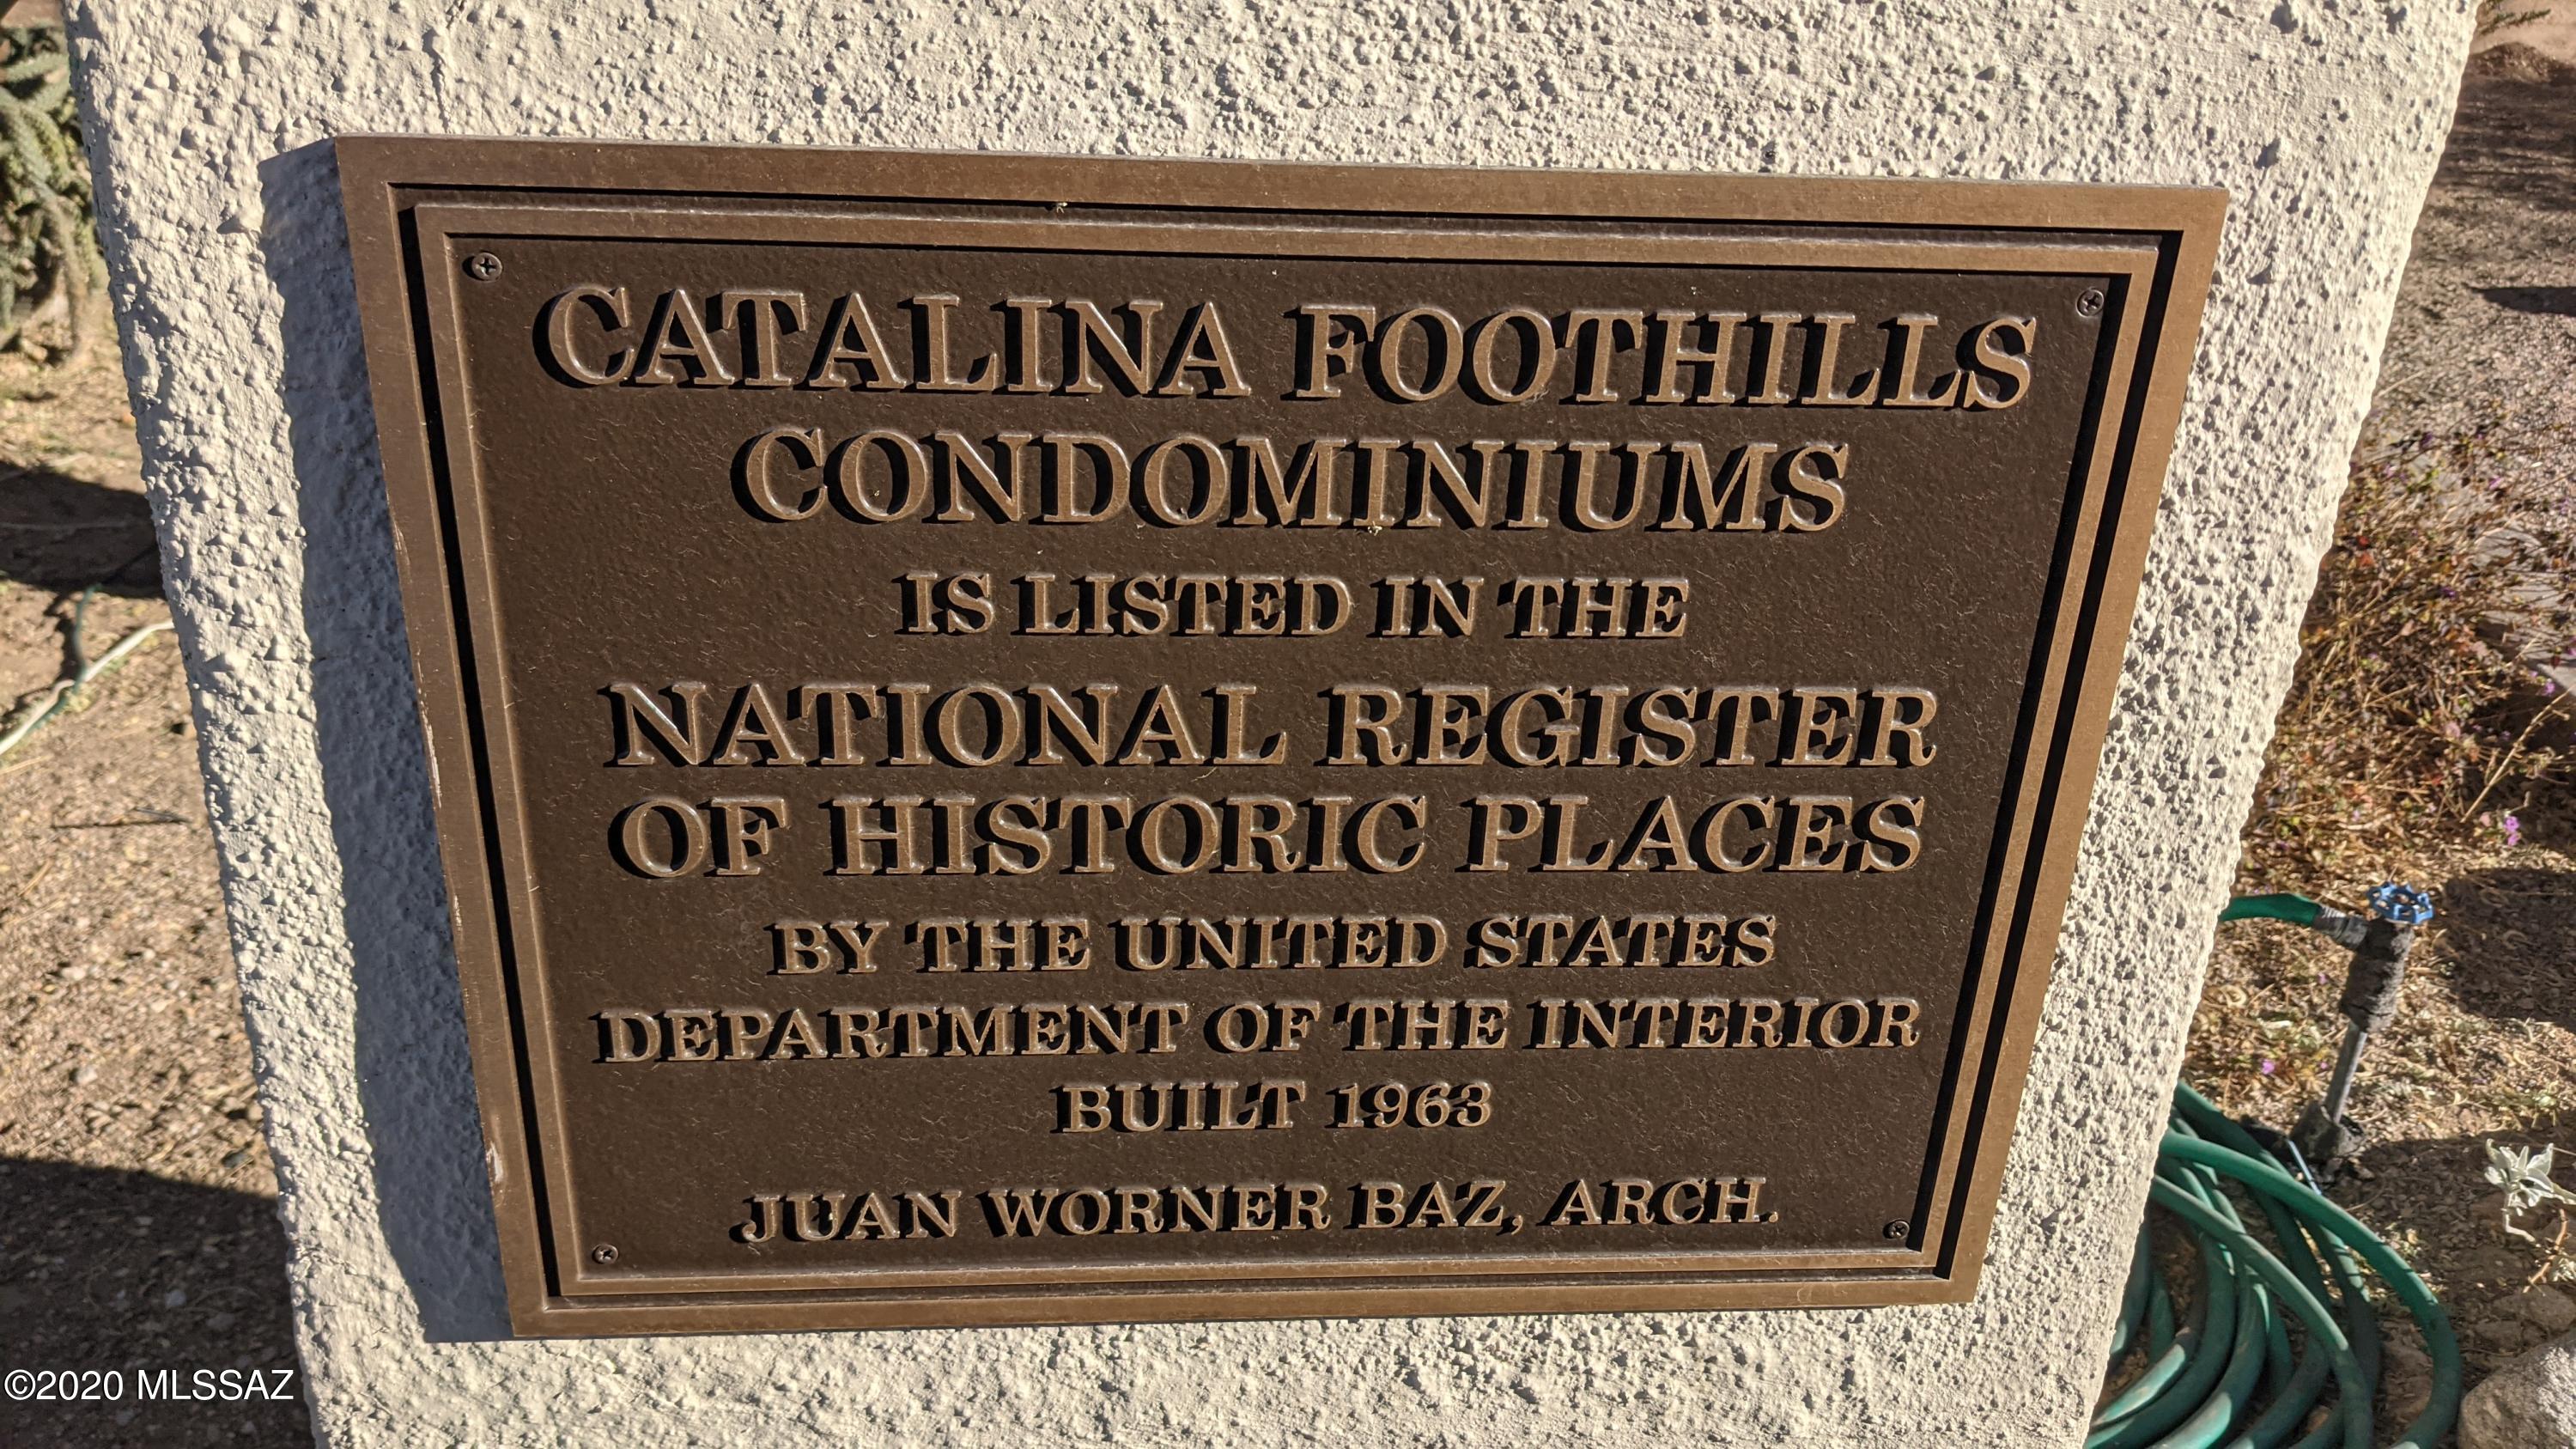 CATALINA FOOTHILLS
CONDOMINIUMS
IS LISTED IN THE
NATIONAL REGISTER
OF HISTORIC PLACES
BY THE UNITED STATES
DEPARTMENT OF THE INTERIOR
BUILT 1963
JUAN WORNER BAZ, ARCH.
©2020 MLSSAZ